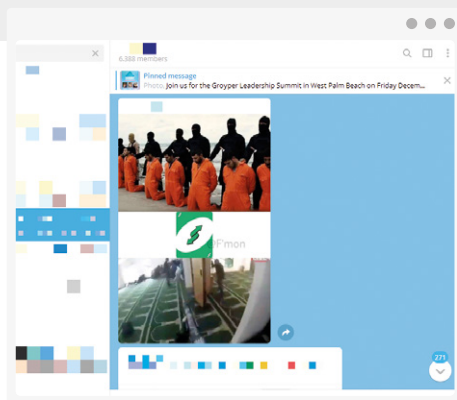 6,388 members
Pinned message
Photo, Join us for the Groyper Leadership Summit in West Palm Beach on Friday Decem...
@Fmon
271